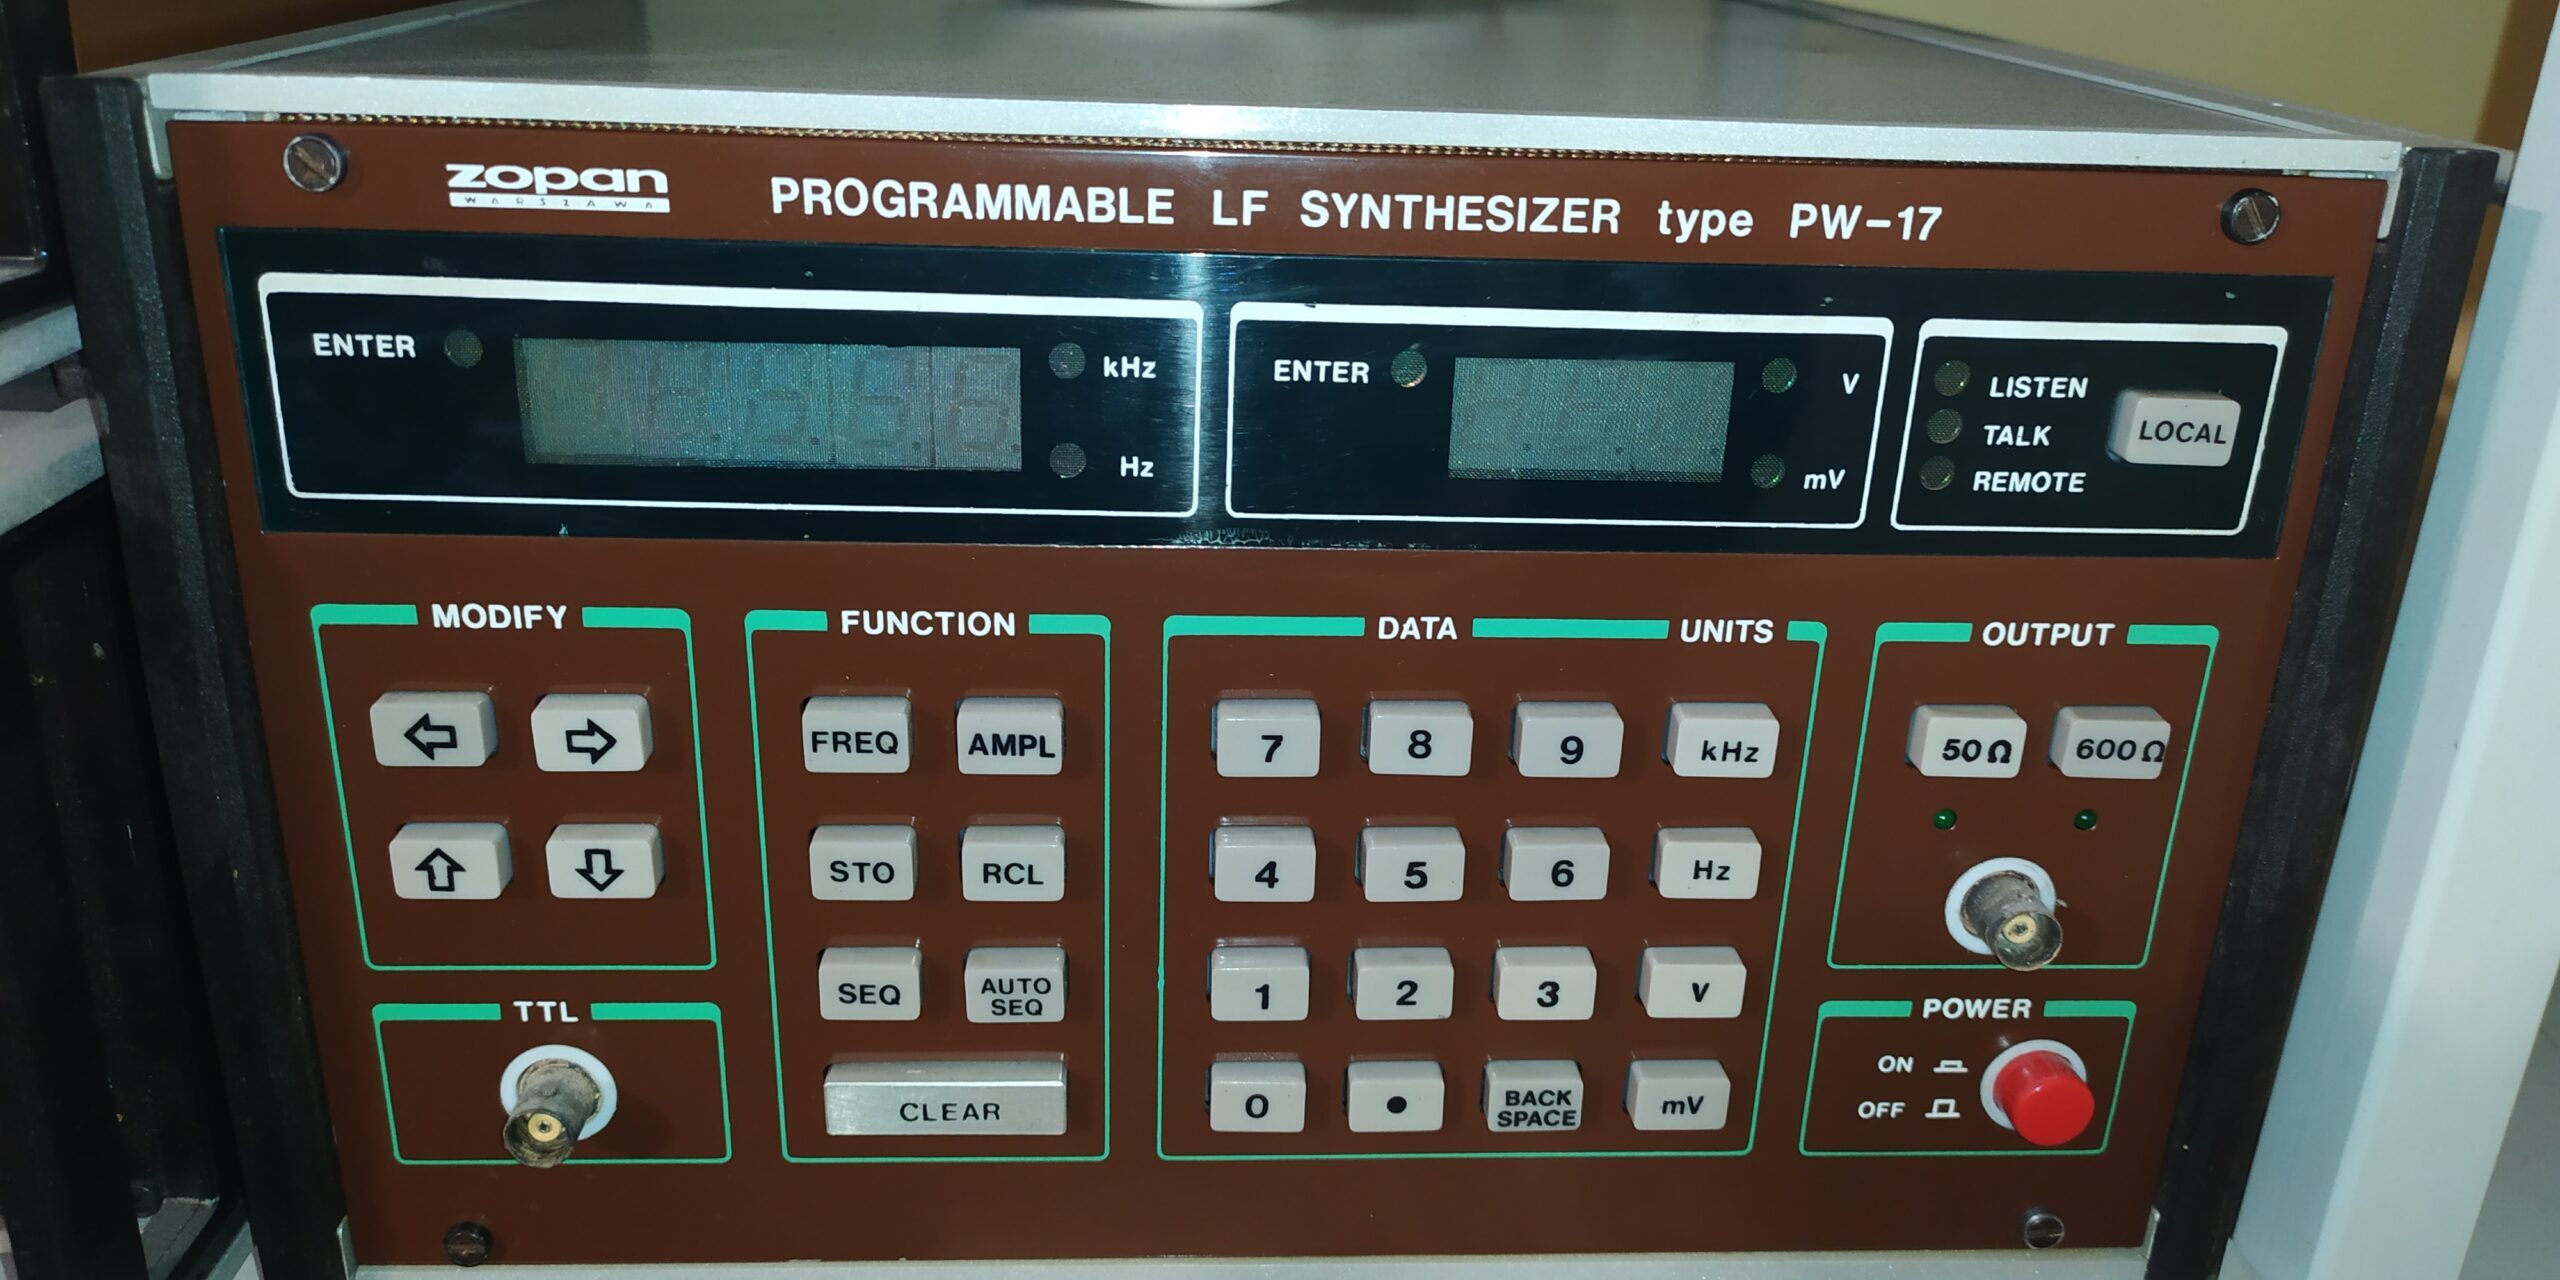 zopan
WARSZAWA
PROGRAMMABLE LF SYNTHESIZER type PW-17
ENTER
kHz
Hz
ENTER
V
mV
LISTEN
TALK
REMOTE
LOCAL
MODIFY
FUNCTION
FREQ AMPL
STO RCL
SEQ AUTO SEQ
CLEAR
DATA UNITS
7 8 9 kHz
4 5 6 Hz
1 2 3 V
0 • BACK SPACE mV
OUTPUT
50Ω 600Ω
TTL
POWER
ON
OFF